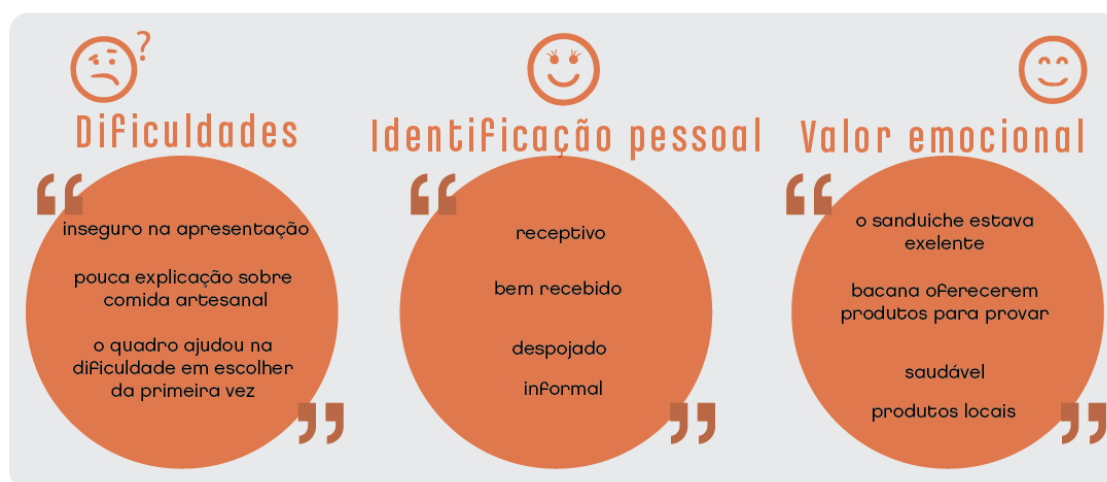 ?
Dificuldades
“
inseguro na apresentação
pouca explicação sobre
comida artesanal
o quadro ajudou na
dificuldade em escolher
da primeira vez
”
Identificação pessoal
“
receptivo
bem recebido
despojado
informal
”
Valor emocional
“
o sanduiche estava
exelente
bacana oferecerem
produtos para provar
saudável
produtos locais
”